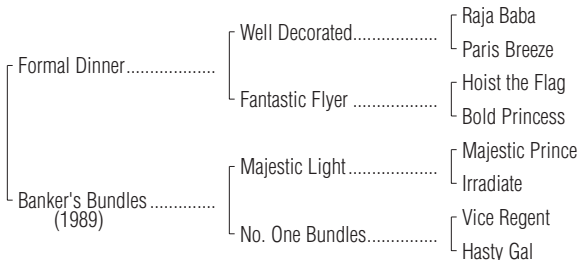 Raja Baba
Well Decorated..................
Paris Breeze
Formal Dinner...................
Hoist the Flag
Fantastic Flyer ..................
Bold Princess
Majestic Prince
Majestic Light...................
Irradiate
Banker's Bundles ..............
(1989)
Vice Regent
No. One Bundles...............
Hasty Gal